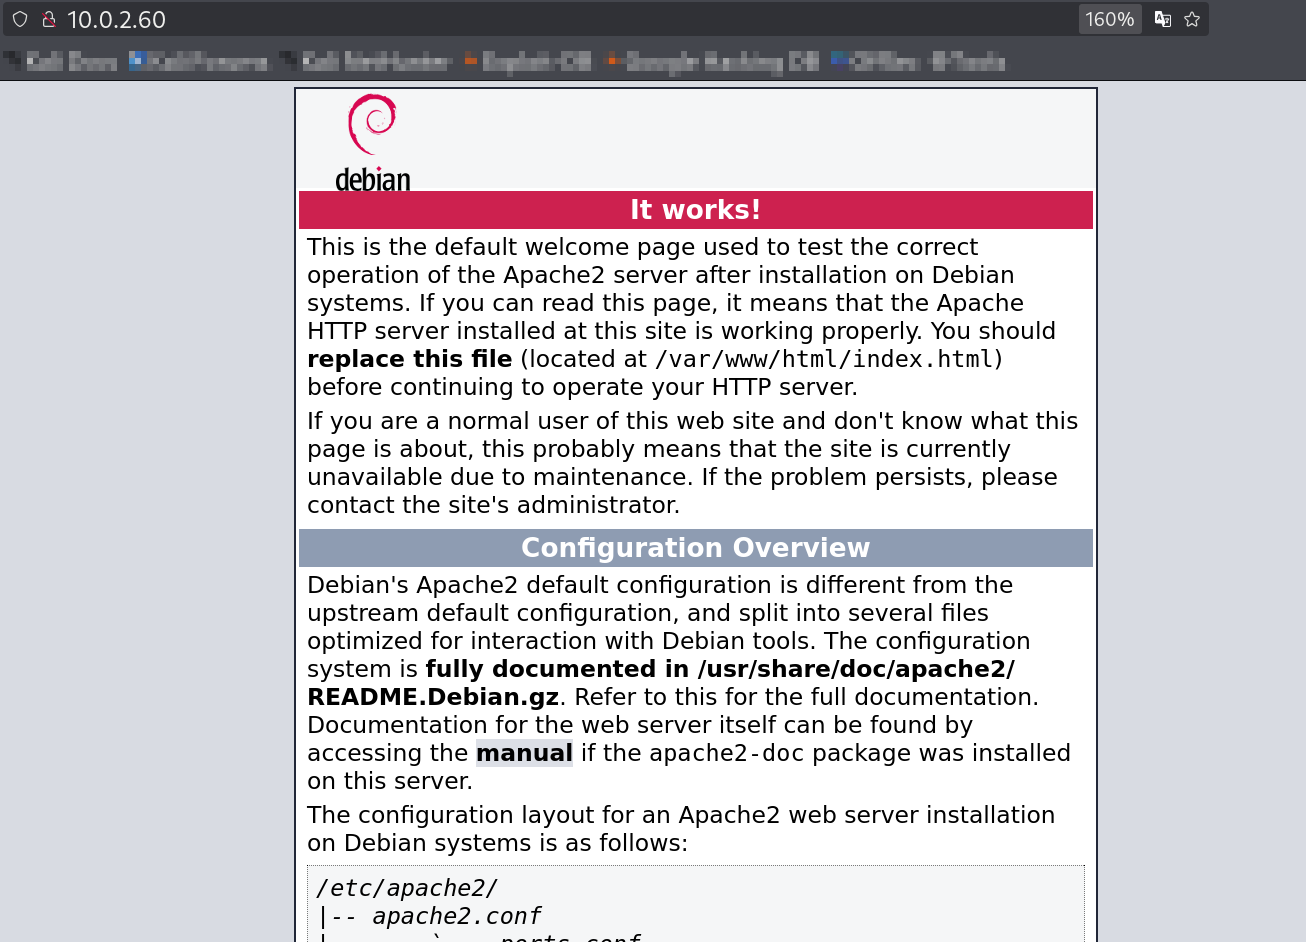 10.0.2.60
160%
debian
It works!
This is the default welcome page used to test the correct
operation of the Apache2 server after installation on Debian
systems. If you can read this page, it means that the Apache
HTTP server installed at this site is working properly. You should
replace this file (located at /var/www/html/index.html)
before continuing to operate your HTTP server.
If you are a normal user of this web site and don't know what this
page is about, this probably means that the site is currently
unavailable due to maintenance. If the problem persists, please
contact the site's administrator.
Configuration Overview
Debian's Apache2 default configuration is different from the
upstream default configuration, and split into several files
optimized for interaction with Debian tools. The configuration
system is fully documented in /usr/share/doc/apache2/
README.Debian.gz. Refer to this for the full documentation.
Documentation for the web server itself can be found by
accessing the manual if the apache2-doc package was installed
on this server.
The configuration layout for an Apache2 web server installation
on Debian systems is as follows:
/etc/apache2/
|-- apache2.conf